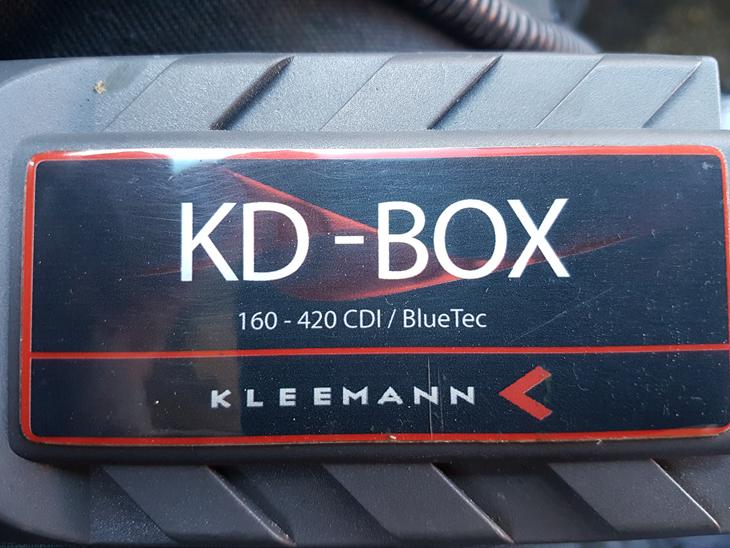 KD-BOX
160 - 420 CDI / BlueTec
KLEEMANN